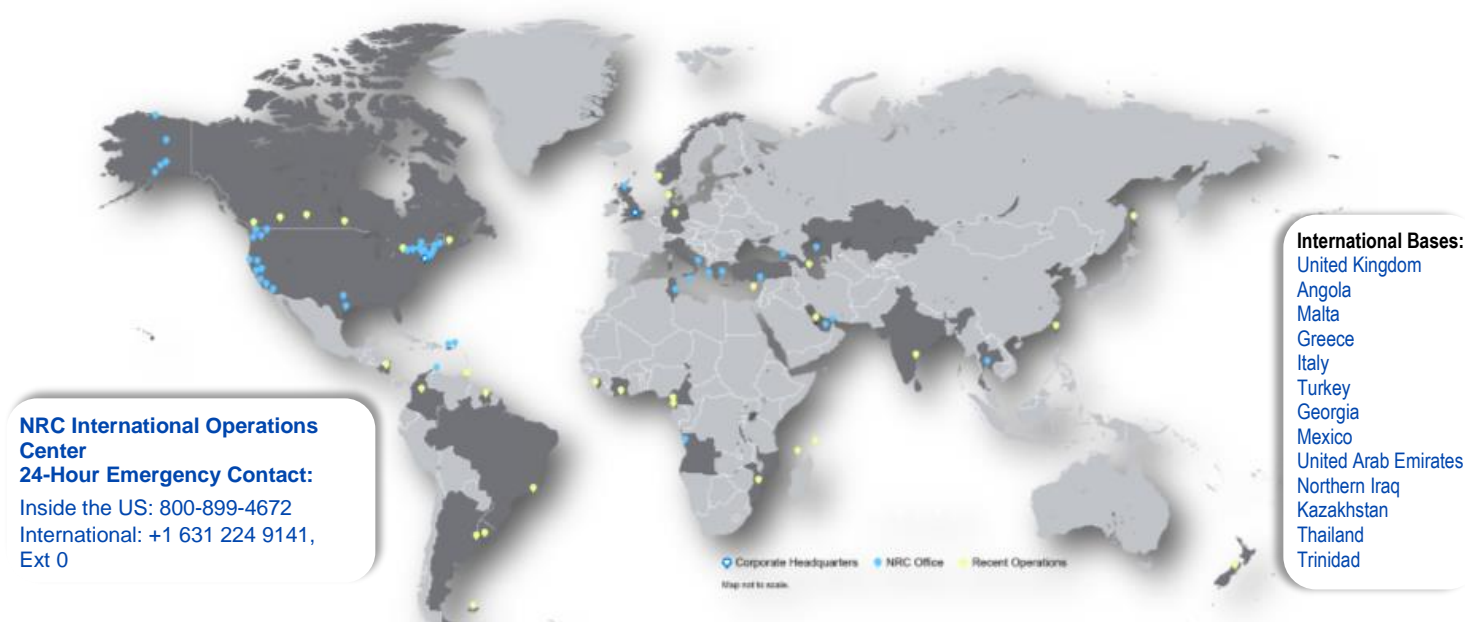 NRC International Operations
Center
24-Hour Emergency Contact:
Inside the US: 800-899-4672
International: +1 631 224 9141,
Ext 0
Corporate Headquarters
NRC Office
Recent Operations
Map not to scale.
International Bases:
United Kingdom
Angola
Malta
Greece
Italy
Turkey
Georgia
Mexico
United Arab Emirates
Northern Iraq
Kazakhstan
Thailand
Trinidad